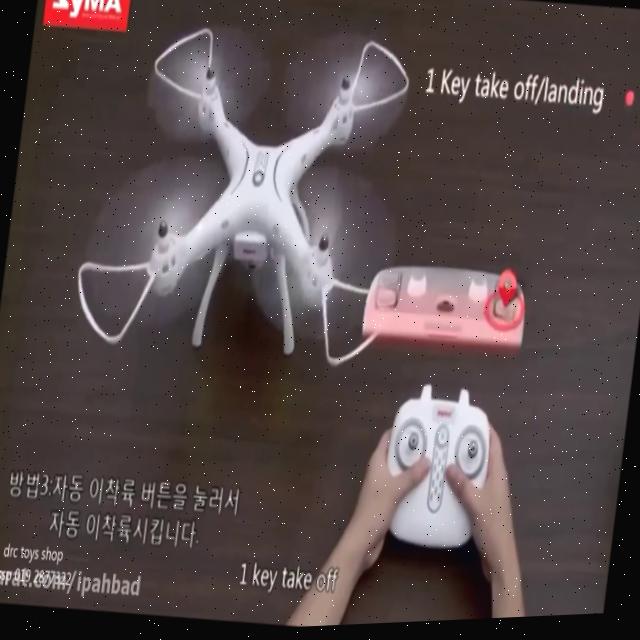 SYMA
1 Key take off/landing
방법3:자동 이착륙 버튼을 눌러서
자동 이착륙시킵니다.
drc toys shop
.com/ipahbad
1 key take off